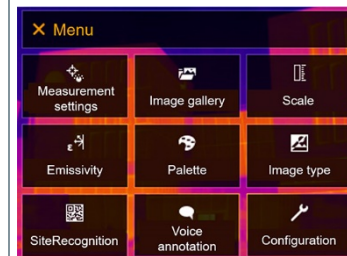 × Menu
Measurement
settings
Image gallery
Scale
ε
Emissivity
Palette
Image type
SiteRecognition
Voice
annotation
Configuration